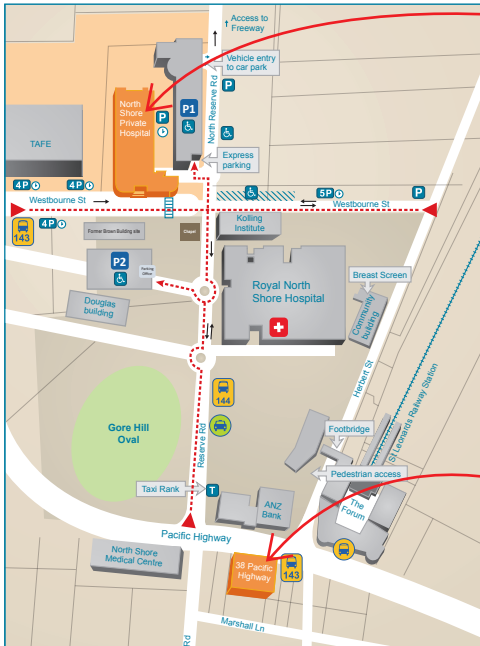 Access to
Freeway
Vehicle entry
to car park
P
North
Shore
Private
Hospital
P
P1
North Reserve Rd
TAFE
Express
parking
4P
4P
5P
P
Westbourne St
Westbourne St
143
4P
Former Brown Building site
Chapel
Kolling
Institute
P2
Parking
Office
Royal North
Shore Hospital
Breast Screen
Douglas
building
Community
building
Herbert St
St Leonards Railway Station
144
Gore Hill
Oval
Reserve Rd
Footbridge
Pedestrian access
Taxi Rank
T
ANZ
Bank
The
Forum
Pacific Highway
North Shore
Medical Centre
38 Pacific
Highway
143
Marshall Ln
Rd